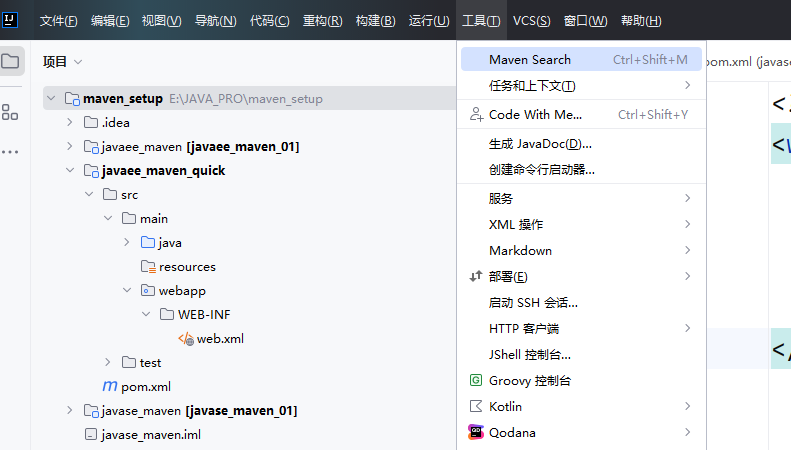 文件(F) 编辑(E) 视图(V) 导航(N) 代码(C) 重构(R) 构建(B) 运行(U) 工具(T) VCS(S) 窗口(W) 帮助(H)
项目
maven_setup E:\JAVA_PRO\maven_setup
.idea
javaee_maven [javaee_maven_01]
javaee_maven_quick
src
main
java
resources
webapp
WEB-INF
web.xml
test
pom.xml
javase_maven [javase_maven_01]
javase_maven.iml
Maven Search Ctrl+Shift+M
任务和上下文(T)
Code With Me... Ctrl+Shift+Y
生成 JavaDoc(D)...
创建命令行启动器...
服务
XML 操作
Markdown
部署(E)
启动 SSH 会话...
HTTP 客户端
JShell 控制台...
Groovy 控制台
Kotlin
Qodana
pom.xml (javase